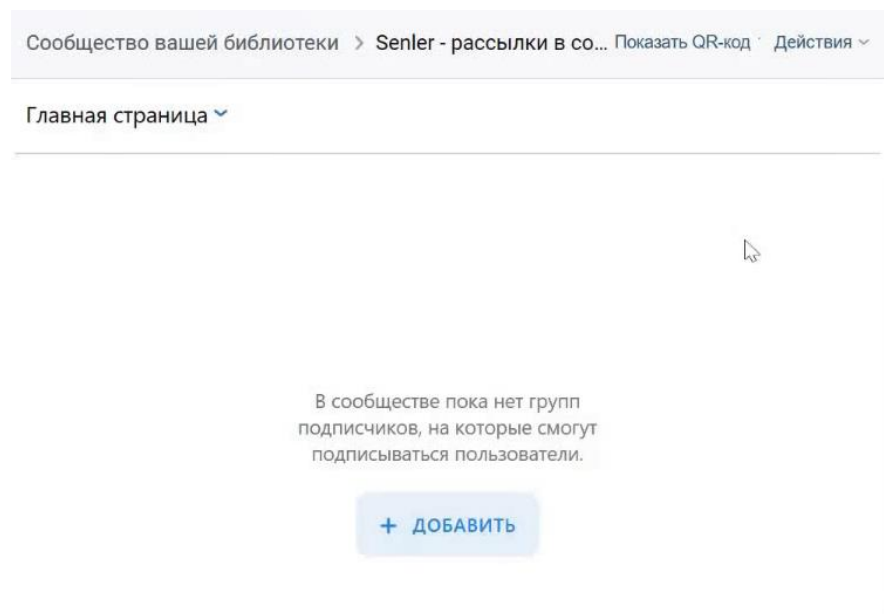 Сообщество вашей библиотеки > Senler - рассылки в со... Показать QR-код · Действия
Главная страница
В сообществе пока нет групп
подписчиков, на которые смогут
подписываться пользователи.
+ ДОБАВИТЬ